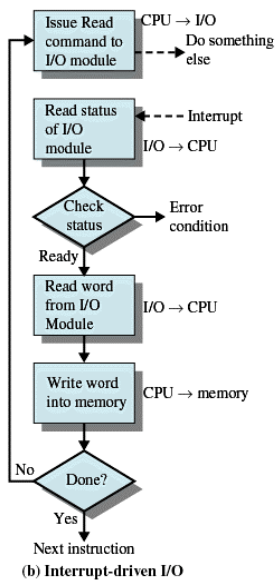 Issue Read
command to
I/O module
CPU → I/O
Do something
else
Read status
of I/O
module
Interrupt
I/O → CPU
Check
status
Error
condition
Ready
Read word
from I/O
Module
I/O → CPU
Write word
into memory
CPU → memory
No
Done?
Yes
Next instruction
(b) Interrupt-driven I/O